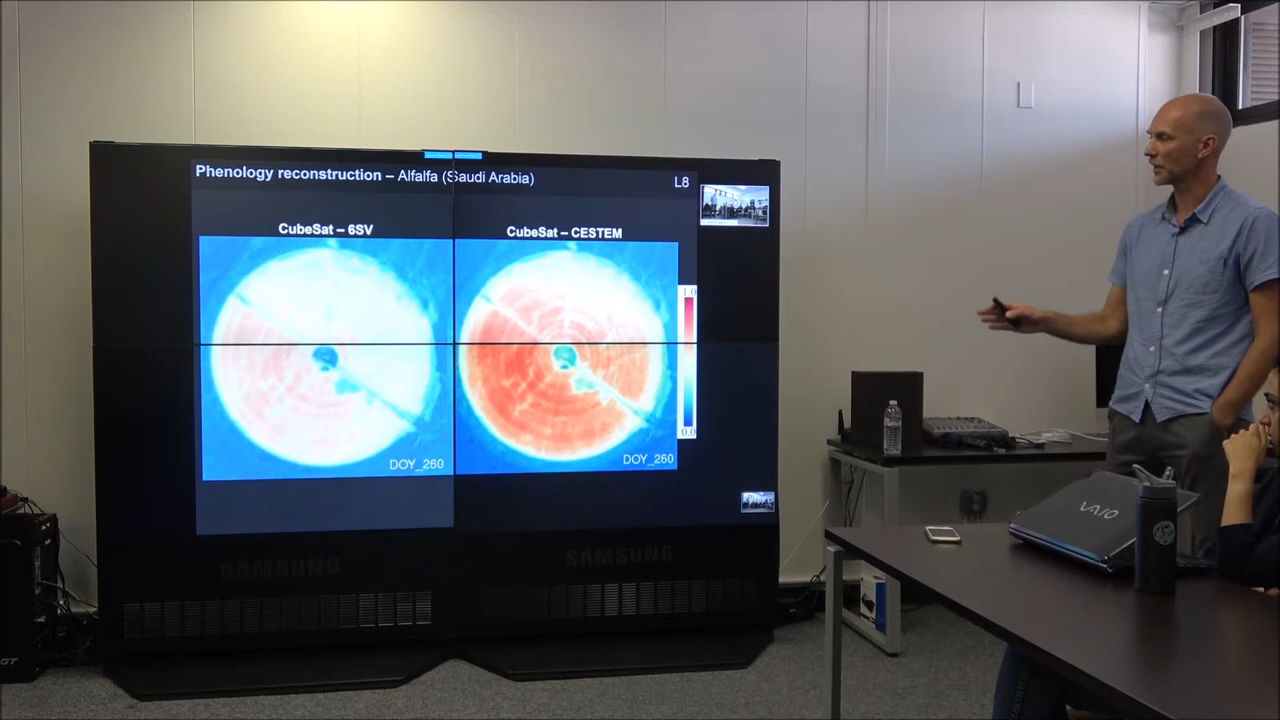 Phenology reconstruction – Alfalfa (Saudi Arabia)
L8
CubeSat – 6SV
CubeSat – CESTEM
1.0
0.0
DOY_260
DOY_260
SAMSUNG
SAMSUNG
VAIO
GT